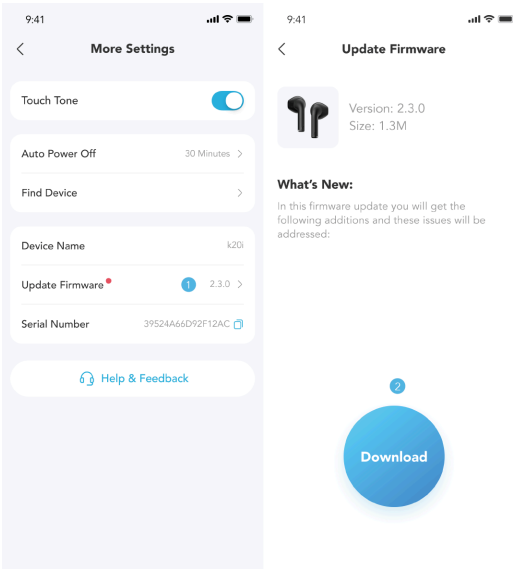 9:41
More Settings
Touch Tone
Auto Power Off 30 Minutes
Find Device
Device Name k20i
Update Firmware 1 2.3.0
Serial Number 39524A66D92F12AC
Help & Feedback
9:41
Update Firmware
Version: 2.3.0
Size: 1.3M
What's New:
In this firmware update you will get the
following additions and these issues will be
addressed:
2
Download